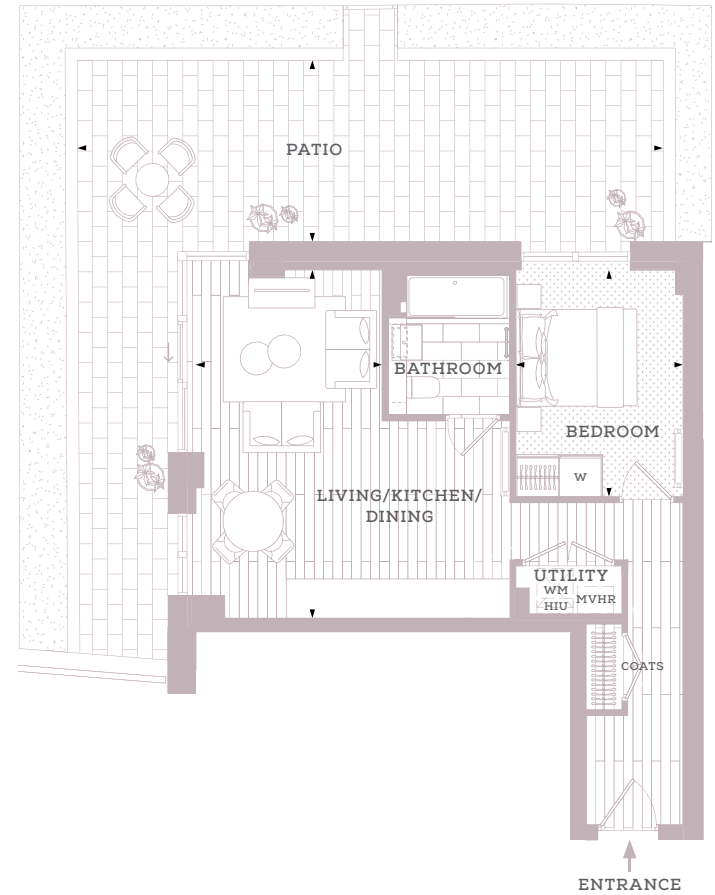 PATIO
BATHROOM
BEDROOM
W
LIVING/KITCHEN/
DINING
UTILITY
WM
HIU
MVHR
COATS
ENTRANCE